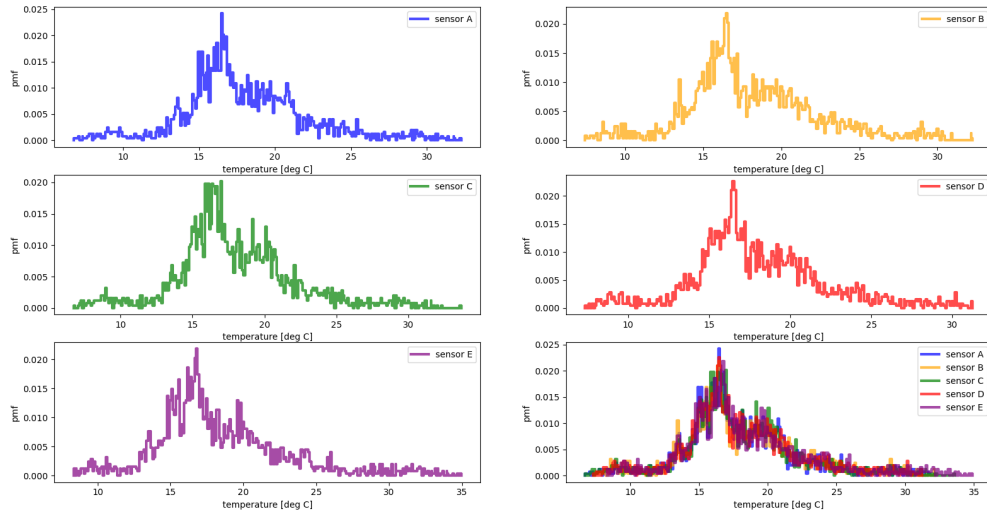 0.025
0.020
0.015
0.010
0.005
0.000
pmf
10 15 20 25 30
temperature [deg C]
sensor A
0.020
0.015
0.010
0.005
0.000
pmf
10 15 20 25 30
temperature [deg C]
sensor B
0.020
0.015
0.010
0.005
0.000
pmf
10 15 20 25 30
temperature [deg C]
sensor C
0.020
0.015
0.010
0.005
0.000
pmf
10 15 20 25 30
temperature [deg C]
sensor D
0.020
0.015
0.010
0.005
0.000
pmf
10 15 20 25 30 35
temperature [deg C]
sensor E
0.025
0.020
0.015
0.010
0.005
0.000
pmf
10 15 20 25 30 35
temperature [deg C]
sensor A
sensor B
sensor C
sensor D
sensor E